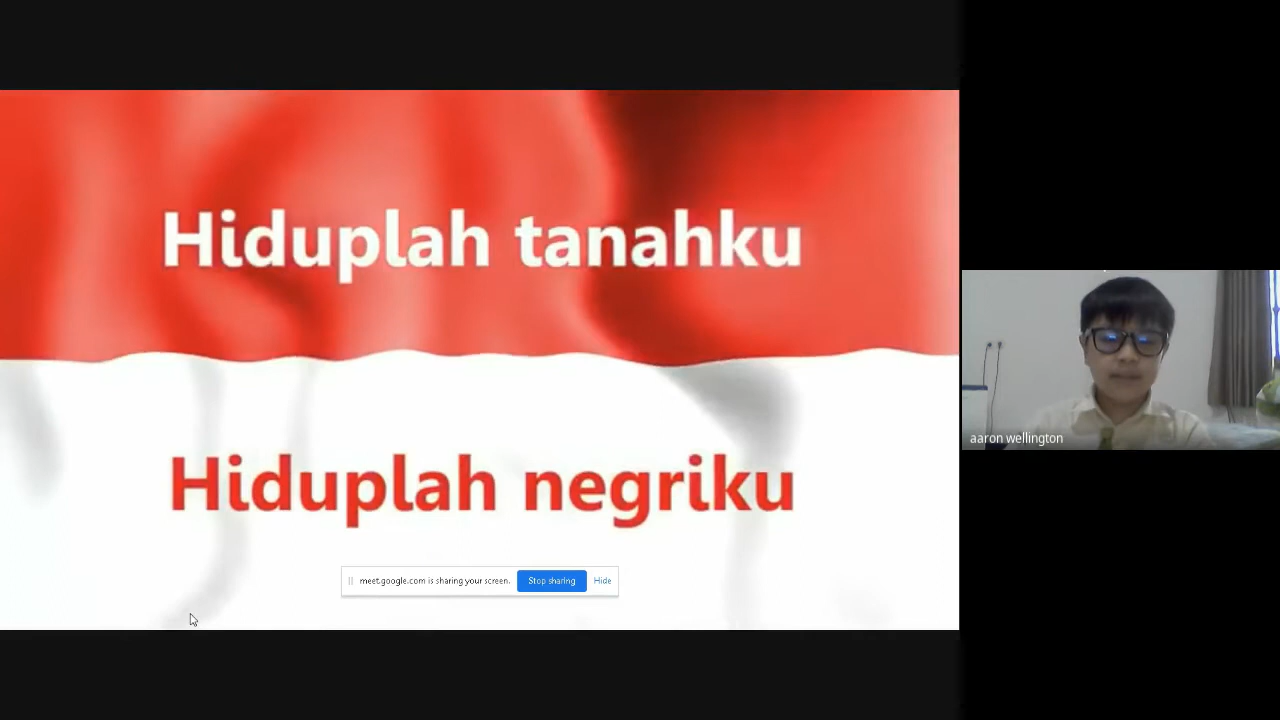 Hiduplah tanahku
Hiduplah negriku
meet.google.com is sharing your screen.
Stop sharing
Hide
aaron wellington